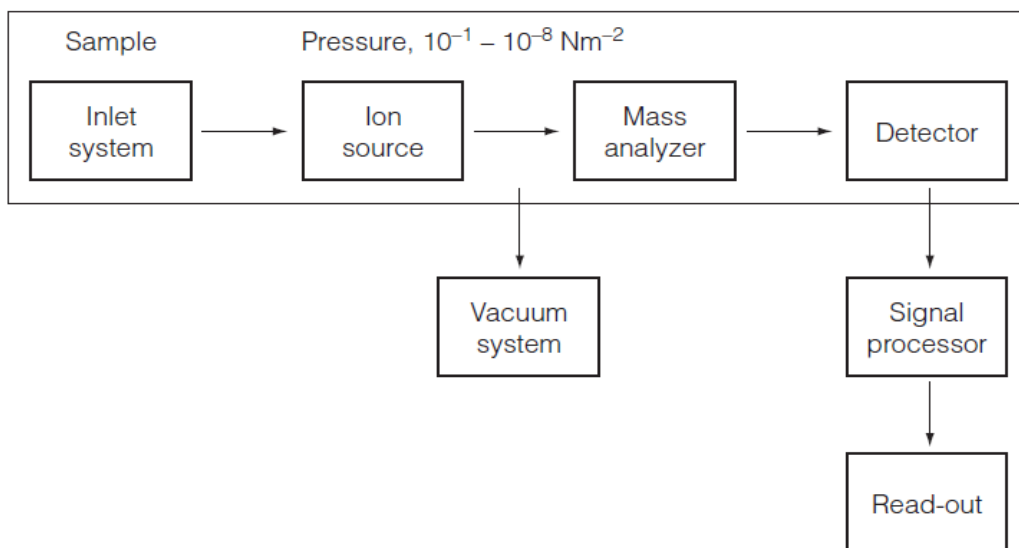 Sample
Pressure, 10⁻¹ – 10⁻⁸ Nm⁻²
Inlet
system
Ion
source
Mass
analyzer
Detector
Vacuum
system
Signal
processor
Read-out